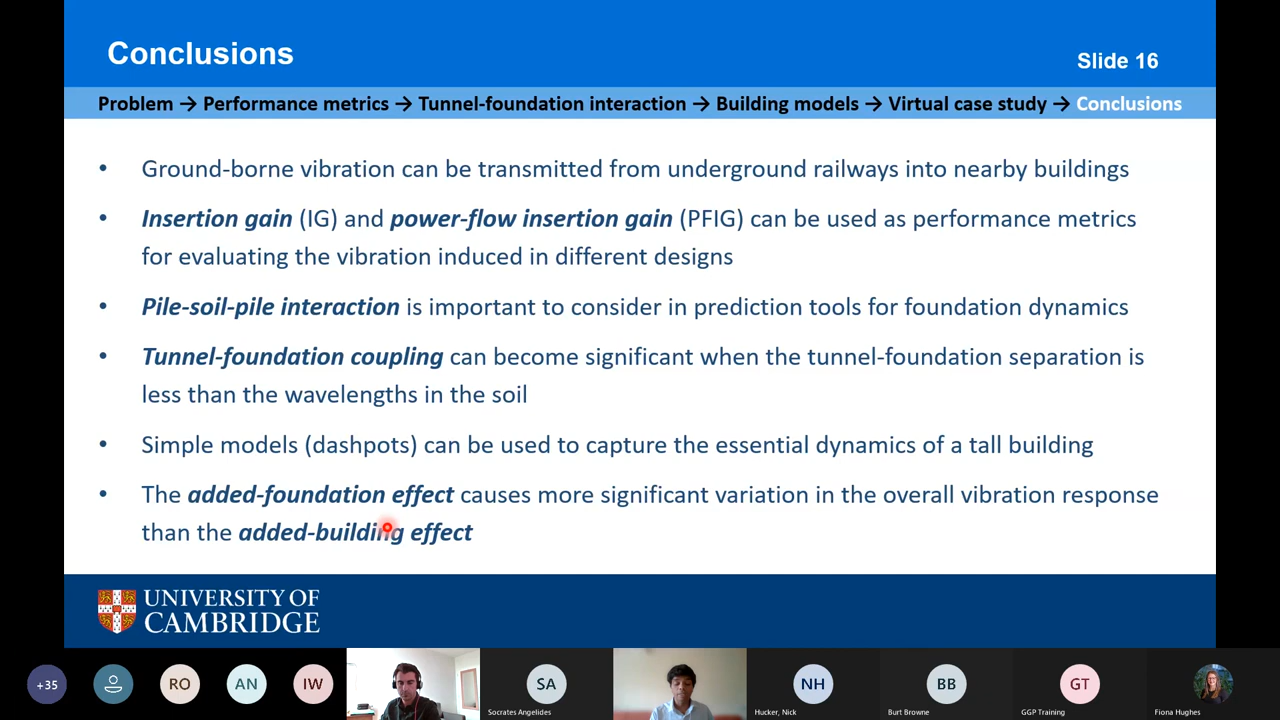 Conclusions
Slide 16
Problem → Performance metrics → Tunnel-foundation interaction → Building models → Virtual case study → Conclusions
• Ground-borne vibration can be transmitted from underground railways into nearby buildings
• Insertion gain (IG) and power-flow insertion gain (PFIG) can be used as performance metrics
for evaluating the vibration induced in different designs
• Pile-soil-pile interaction is important to consider in prediction tools for foundation dynamics
• Tunnel-foundation coupling can become significant when the tunnel-foundation separation is
less than the wavelengths in the soil
• Simple models (dashpots) can be used to capture the essential dynamics of a tall building
• The added-foundation effect causes more significant variation in the overall vibration response
than the added-building effect
UNIVERSITY OF
CAMBRIDGE
+35
RO
AN
IW
SA
Socrates Angelides
NH
Hucker, Nick
BB
Burt Browne
GT
GGP Training
Fiona Hughes